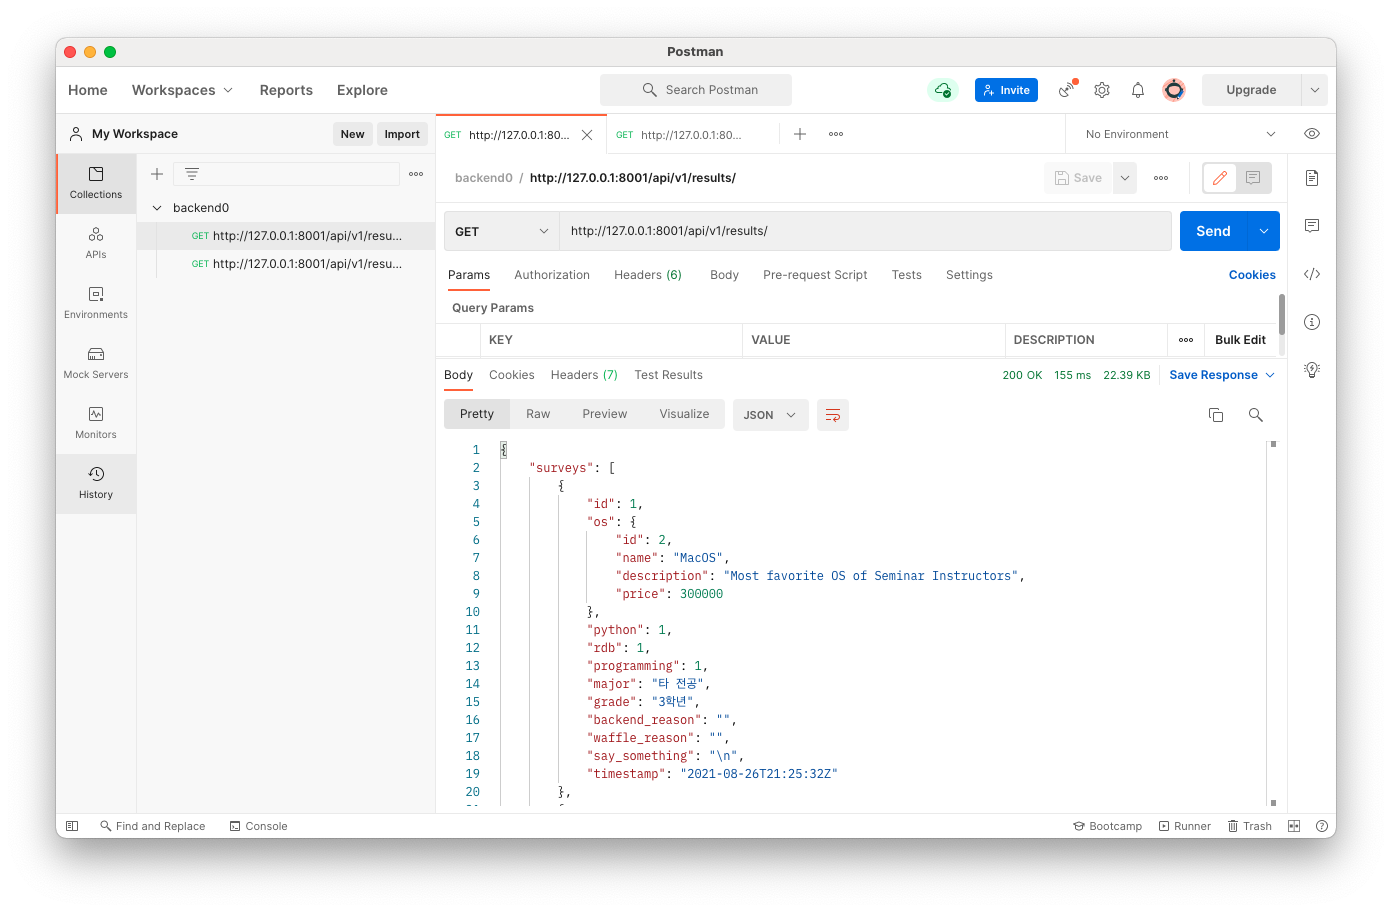 Postman
Home Workspaces Reports Explore Search Postman Invite Upgrade
My Workspace New Import GET http://127.0.0.1:80... GET http://127.0.0.1:80... No Environment
Collections
APIs
Environments
Mock Servers
Monitors
History
backend0
GET http://127.0.0.1:8001/api/v1/resu...
GET http://127.0.0.1:8001/api/v1/resu...
backend0 / http://127.0.0.1:8001/api/v1/results/ Save
GET http://127.0.0.1:8001/api/v1/results/ Send
Params Authorization Headers (6) Body Pre-request Script Tests Settings Cookies
Query Params
KEY VALUE DESCRIPTION Bulk Edit
Body Cookies Headers (7) Test Results 200 OK 155 ms 22.39 KB Save Response
Pretty Raw Preview Visualize JSON
1 {
2 "surveys": [
3 {
4 "id": 1,
5 "os": {
6 "id": 2,
7 "name": "MacOS",
8 "description": "Most favorite OS of Seminar Instructors",
9 "price": 300000
10 },
11 "python": 1,
12 "rdb": 1,
13 "programming": 1,
14 "major": "타 전공",
15 "grade": "3학년",
16 "backend_reason": "",
17 "waffle_reason": "",
18 "say_something": "\n",
19 "timestamp": "2021-08-26T21:25:32Z"
20 },
Find and Replace Console Bootcamp Runner Trash